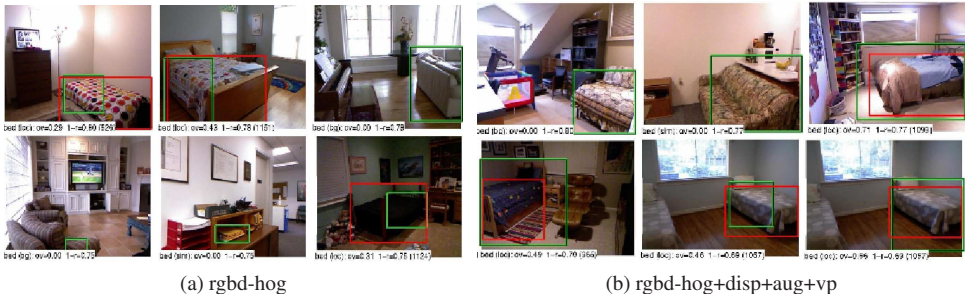 bed (loc): ov=0.29 1-r=0.80 (526)
bed (loc): ov=0.43 1-r=0.78 (1151)
bed (bg): ov=0.00 1-r=0.78
bed (bg): ov=0.00 1-r=0.80
bed (sim): ov=0.00 1-r=0.77
bed (loc): ov=0.71 1-r=0.77 (1099)
bed (bg): ov=0.00 1-r=0.75
bed (sim): ov=0.00 1-r=0.75
bed (loc): ov=0.31 1-r=0.75 (1124)
bed (loc): ov=0.49 1-r=0.70
bed (loc): ov=0.46 1-r=0.69 (1057)
bed (loc): 1-r=0.69 (1057)
(a) rgbd-hog
(b) rgbd-hog+disp+aug+vp